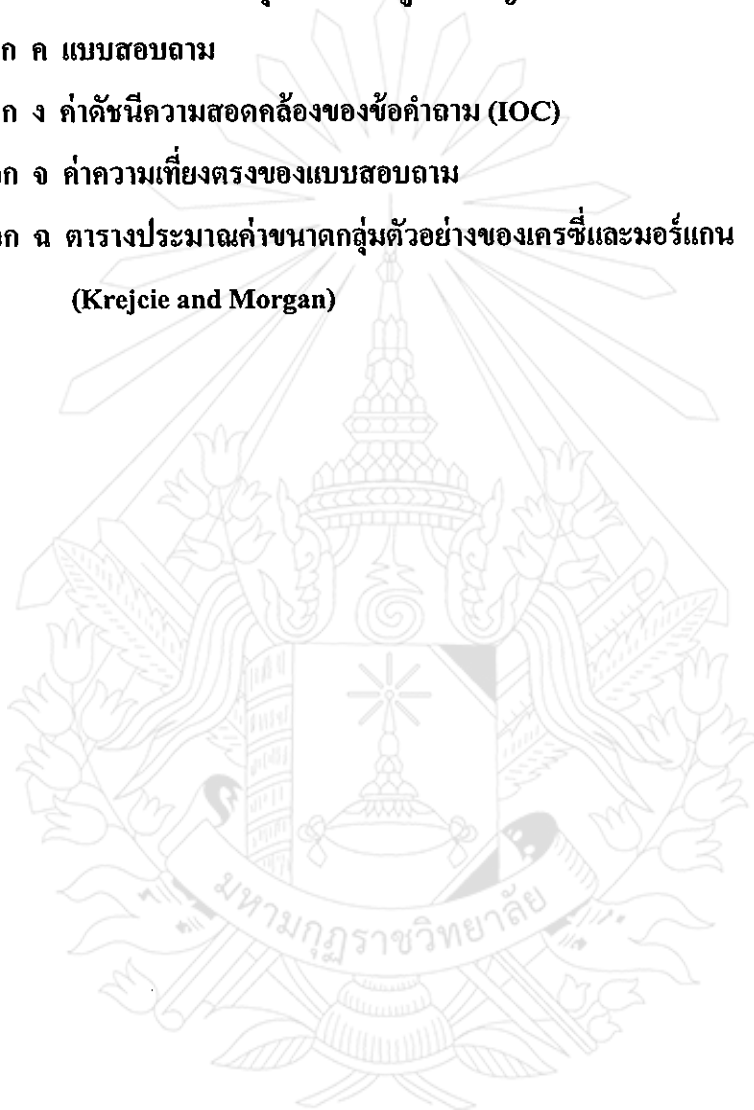 ก ค แบบสอบถาม
ก ง ค่าดัชนีความสอดคล้องของข้อคำถาม (IOC)
ก จ ค่าความเที่ยงตรงของแบบสอบถาม
ก ฉ ตารางประมาณค่าขนาดกลุ่มตัวอย่างของเครซี่และมอร์แกน
(Krejcie and Morgan)
มหามกุฏราชวิทยาลัย